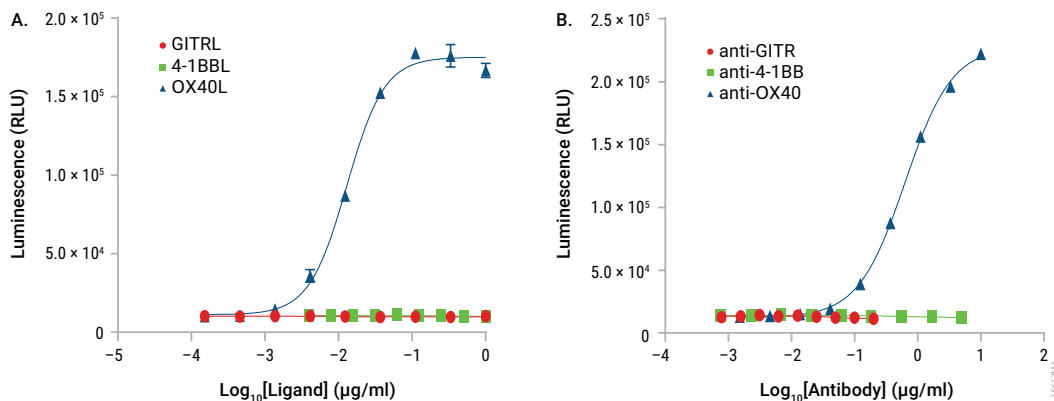 A.
2.0 × 10⁵
1.5 × 10⁵
1.0 × 10⁵
5.0 × 10⁴
0
Luminescence (RLU)
GITRL
4-1BBL
OX40L
−5
−4
−3
−2
−1
0
Log₁₀[Ligand] (µg/ml)
B.
2.5 × 10⁵
2.0 × 10⁵
1.5 × 10⁵
1.0 × 10⁵
5.0 × 10⁴
0
Luminescence (RLU)
anti-GITR
anti-4-1BB
anti-OX40
−4
−3
−2
−1
0
1
2
Log₁₀[Antibody] (µg/ml)